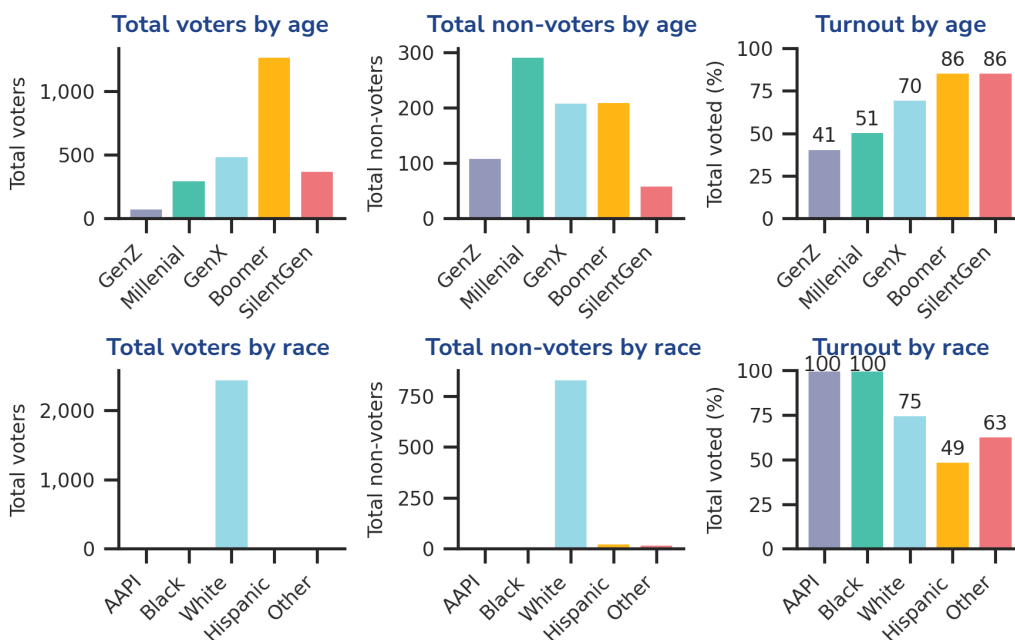 Total voters by age
Total voters
1,000
500
0
GenZ
Millenial
GenX
Boomer
SilentGen
Total non-voters by age
Total non-voters
300
200
100
0
GenZ
Millenial
GenX
Boomer
SilentGen
Turnout by age
Total voted (%)
100
75
50
25
0
41
51
70
86
86
GenZ
Millenial
GenX
Boomer
SilentGen
Total voters by race
Total voters
2,000
1,000
0
AAPI
Black
White
Hispanic
Other
Total non-voters by race
Total non-voters
750
500
250
0
AAPI
Black
White
Hispanic
Other
Turnout by race
Total voted (%)
100
75
50
25
0
100
100
75
49
63
AAPI
Black
White
Hispanic
Other